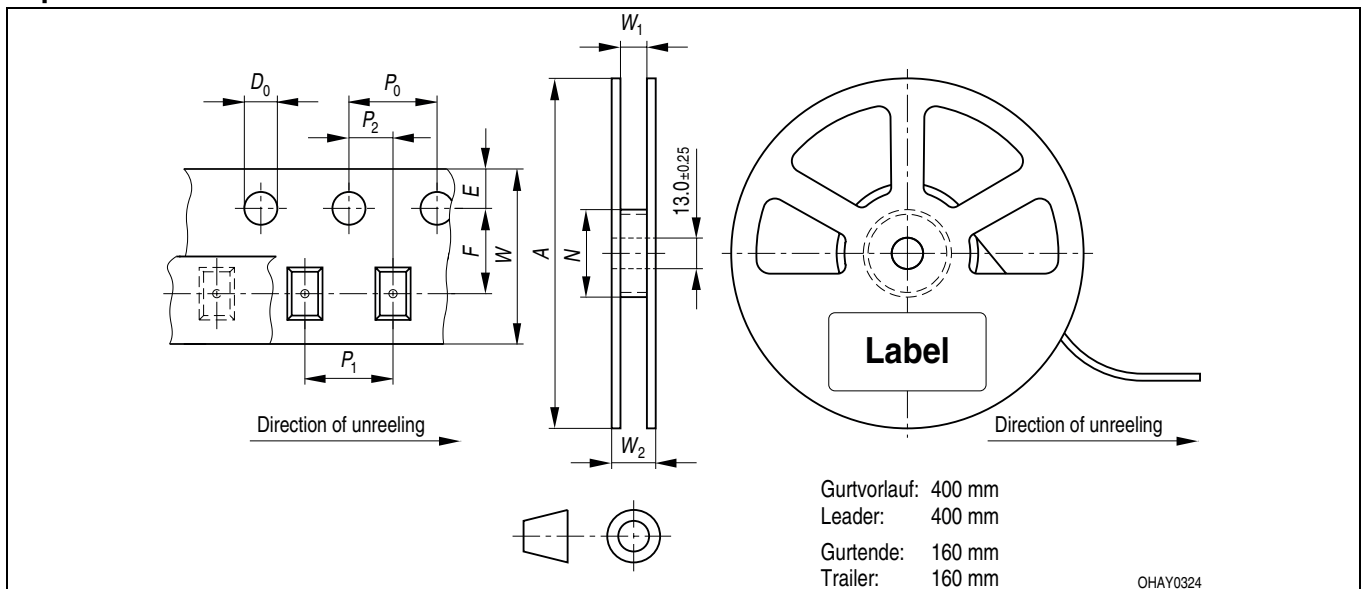 W1
D0
P0
P2
E
F
W
A
N
13.0±0.25
P1
Label
Direction of unreeling
W2
Direction of unreeling
Gurtvorlauf: 400 mm
Leader: 400 mm
Gurtende: 160 mm
Trailer: 160 mm
OHAY0324